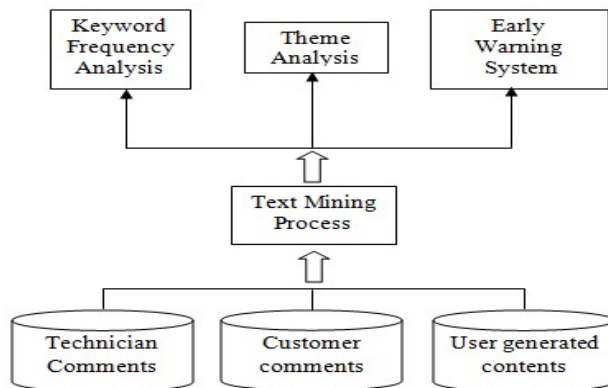 Keyword
Frequency
Analysis
Theme
Analysis
Early
Warning
System
Text Mining
Process
Technician
Comments
Customer
comments
User generated
contents